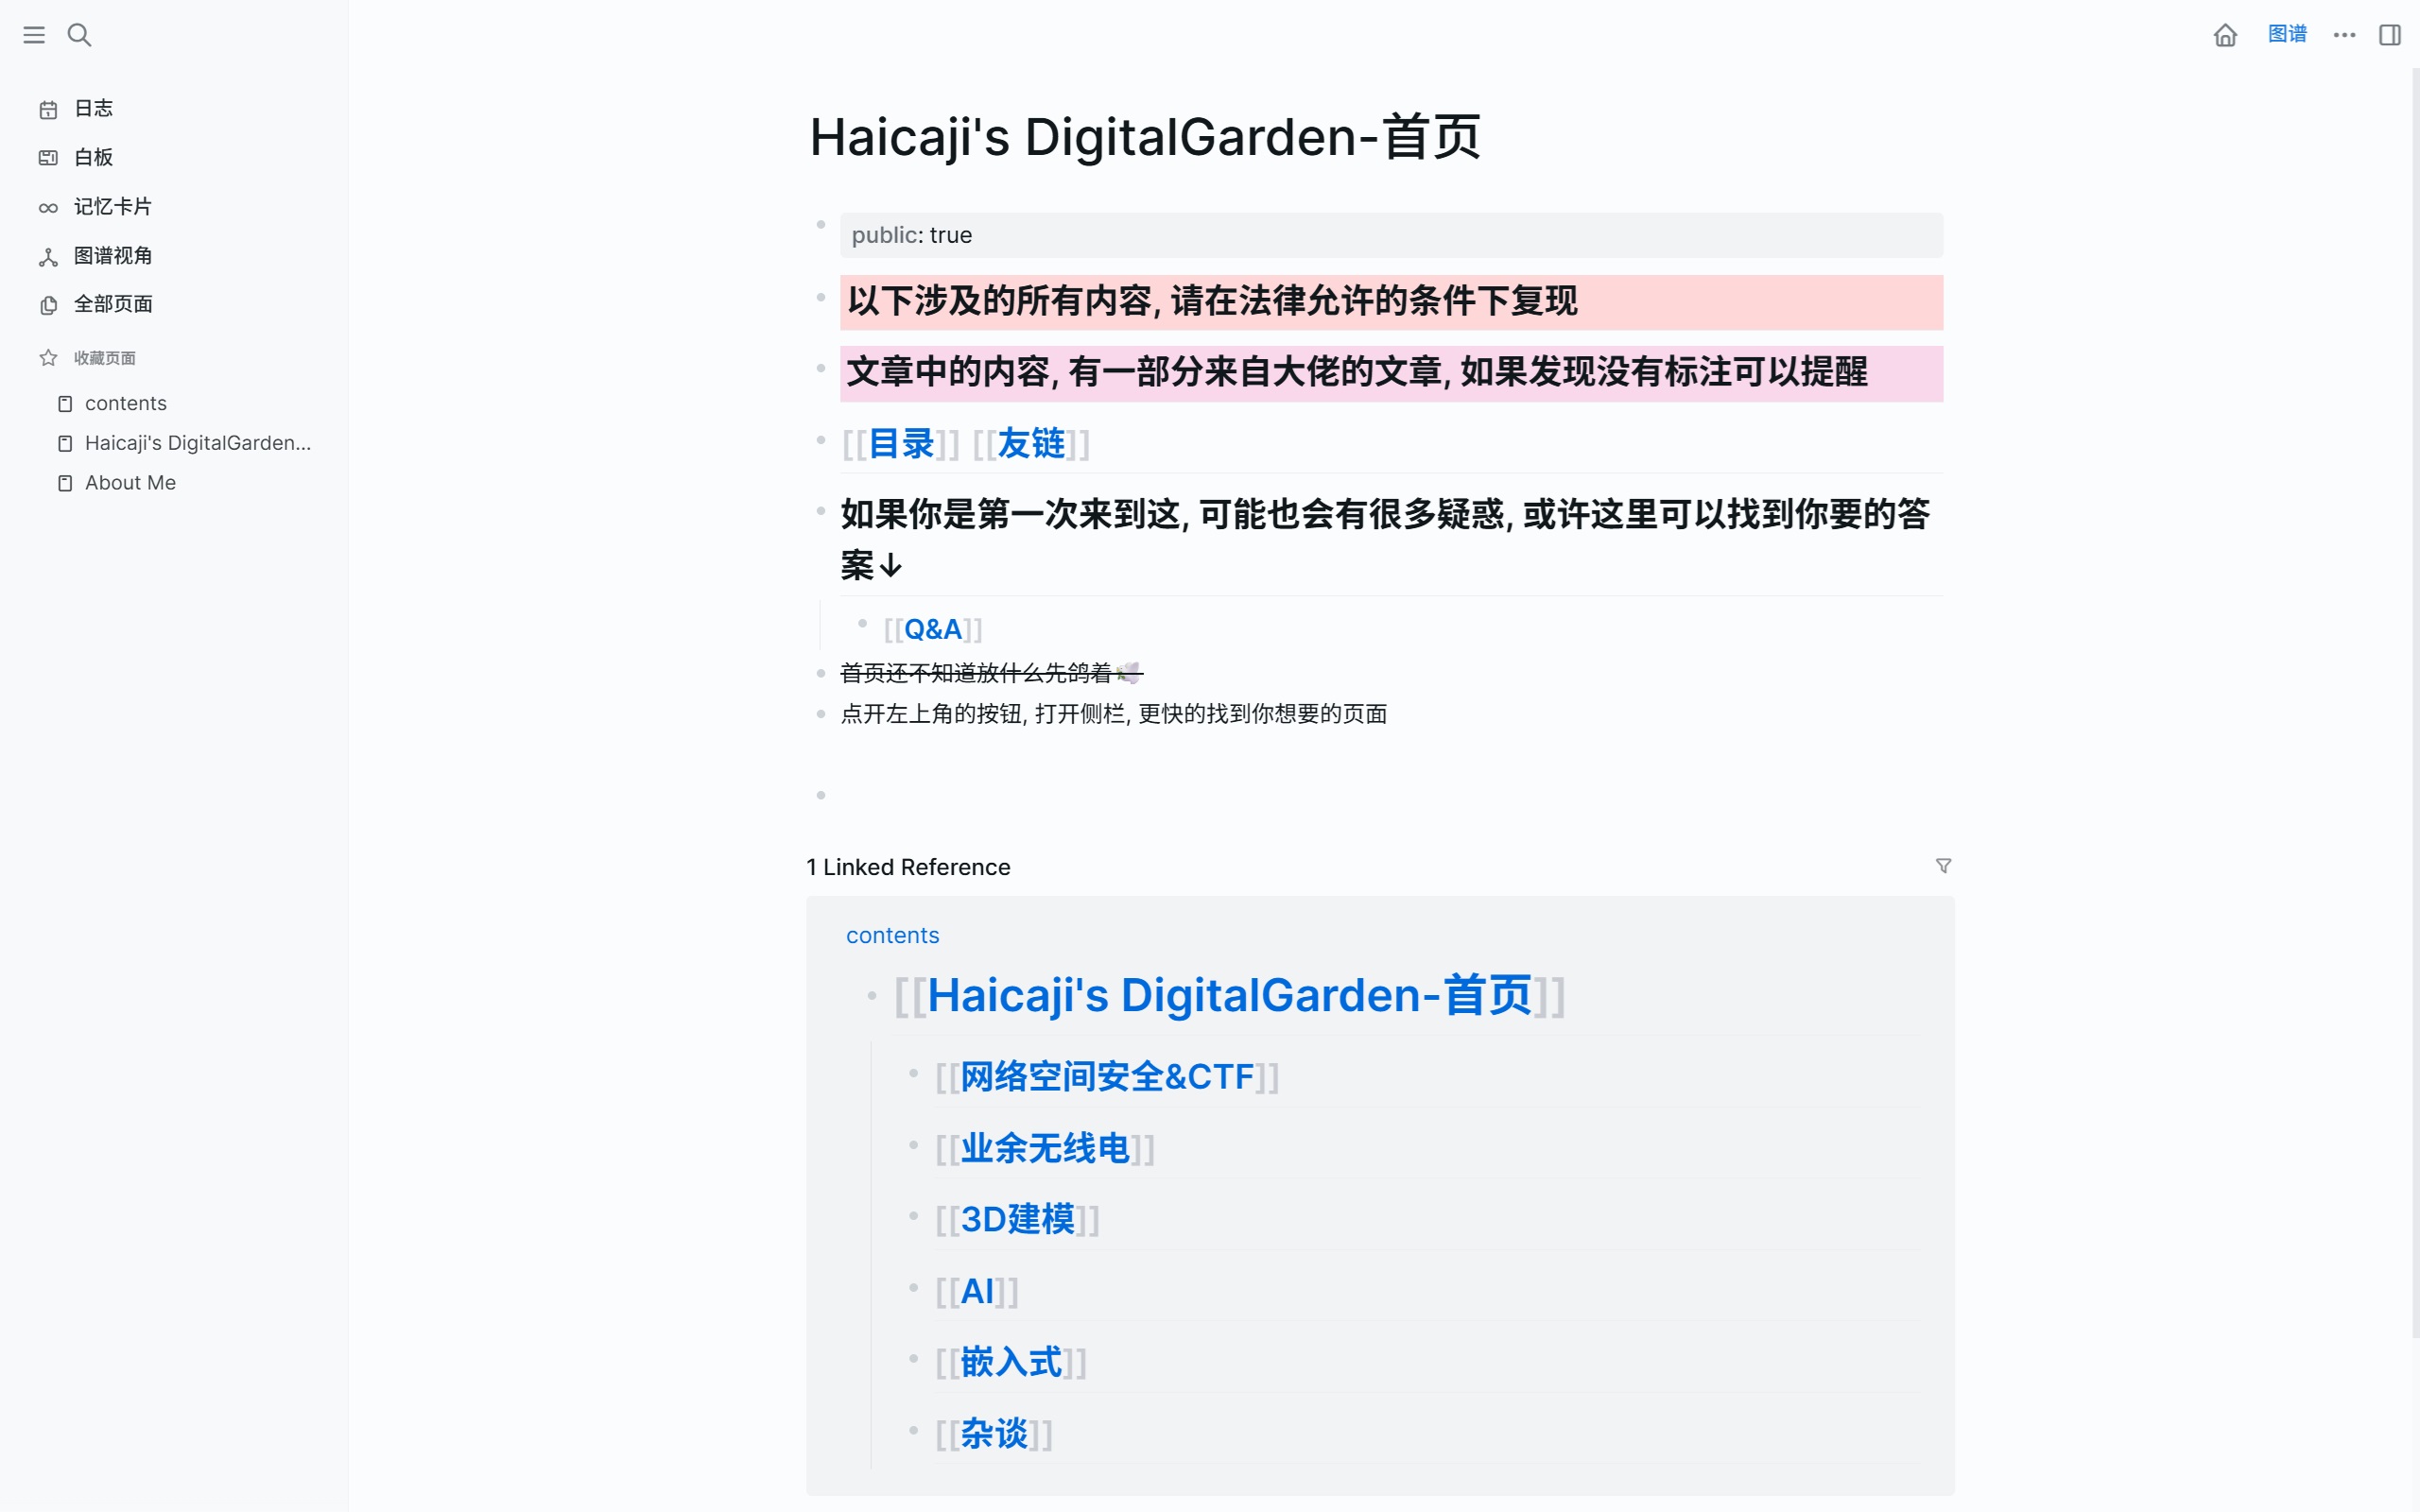 图谱
日志
白板
记忆卡片
图谱视角
全部页面
收藏页面
contents
Haicaji's DigitalGarden...
About Me
Haicaji's DigitalGarden-首页
public: true
以下涉及的所有内容, 请在法律允许的条件下复现
文章中的内容, 有一部分来自大佬的文章, 如果发现没有标注可以提醒
[[目录]] [[友链]]
如果你是第一次来到这, 可能也会有很多疑惑, 或许这里可以找到你要的答
案↓
[[Q&A]]
首页还不知道放什么先鸽着🕊️
点开左上角的按钮, 打开侧栏, 更快的找到你想要的页面
1 Linked Reference
contents
[[Haicaji's DigitalGarden-首页]]
[[网络空间安全&CTF]]
[[业余无线电]]
[[3D建模]]
[[AI]]
[[嵌入式]]
[[杂谈]]